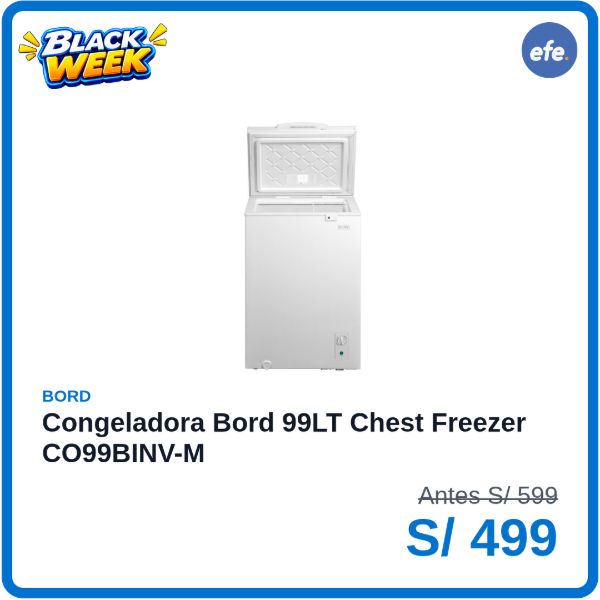 BLACK
WEEK
efe.
BORD
Congeladora Bord 99LT Chest Freezer
CO99BINV-M
Antes S/ 599
S/ 499